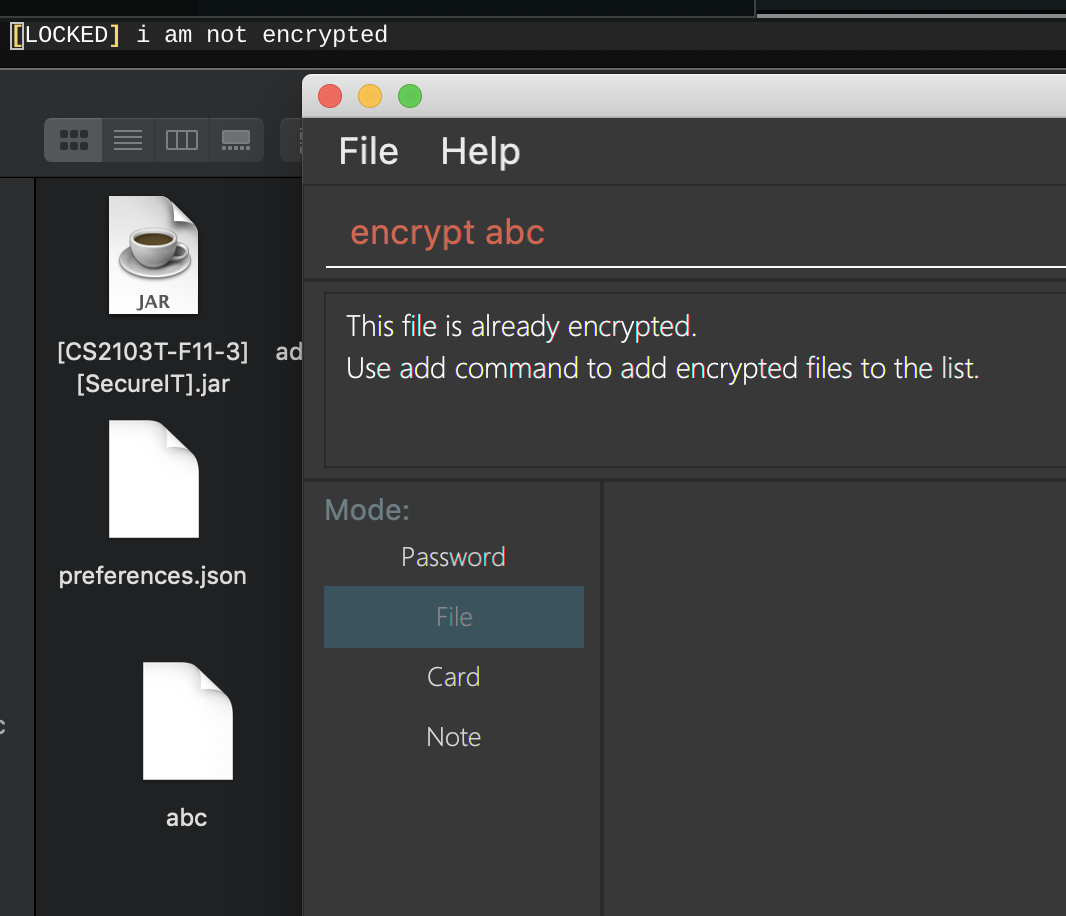 [LOCKED] i am not encrypted
File Help
encrypt abc
This file is already encrypted.
Use add command to add encrypted files to the list.
Mode:
Password
File
Card
Note
JAR
[CS2103T-F11-3]
[SecureIT].jar
ad
preferences.json
abc
c